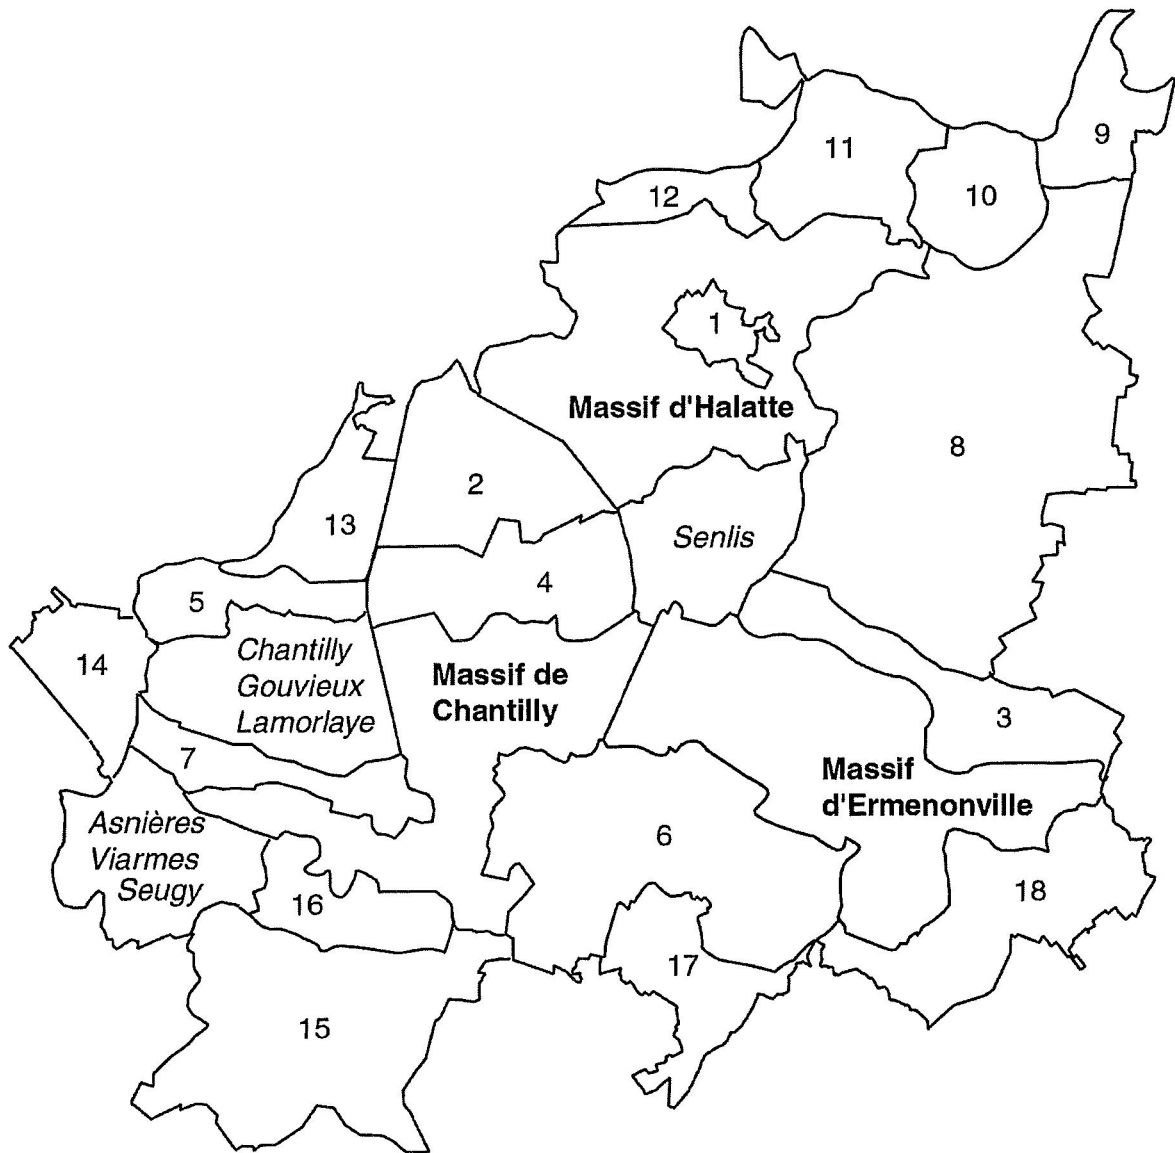 9
11
10
12
1
Massif d'Halatte
8
2
13
Senlis
4
5
Chantilly
Gouvieux
Lamorlaye
14
Massif de
Chantilly
3
7
Massif
d'Ermenonville
Asnières
Viarmes
Seugy
6
16
18
17
15